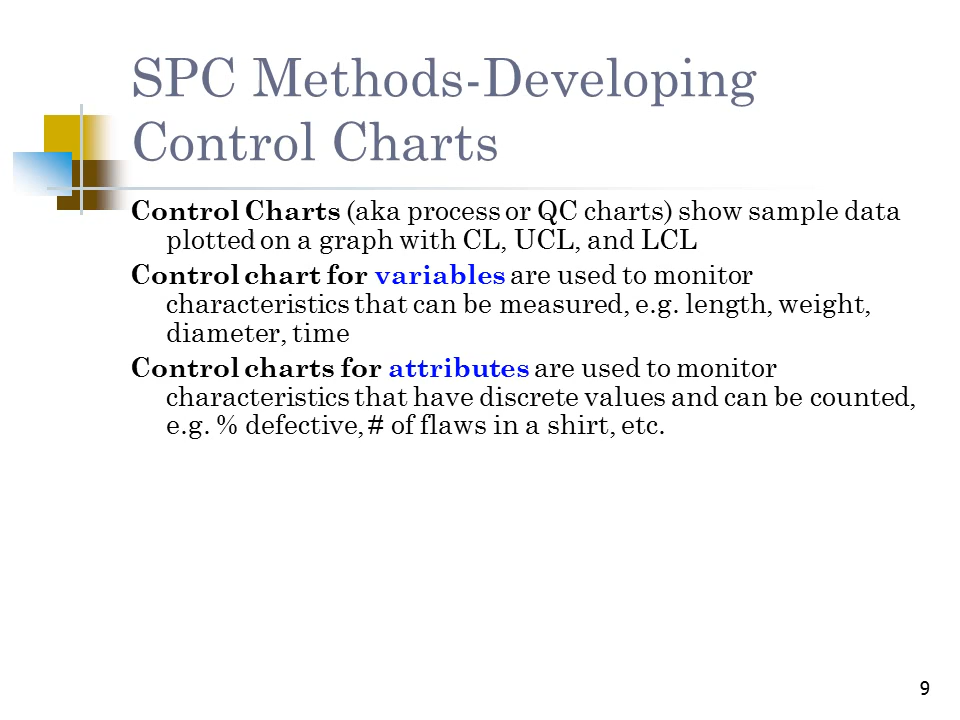 SPC Methods-Developing
Control Charts
Control Charts (aka process or QC charts) show sample data
plotted on a graph with CL, UCL, and LCL
Control chart for variables are used to monitor
characteristics that can be measured, e.g. length, weight,
diameter, time
Control charts for attributes are used to monitor
characteristics that have discrete values and can be counted,
e.g. % defective, # of flaws in a shirt, etc.
9